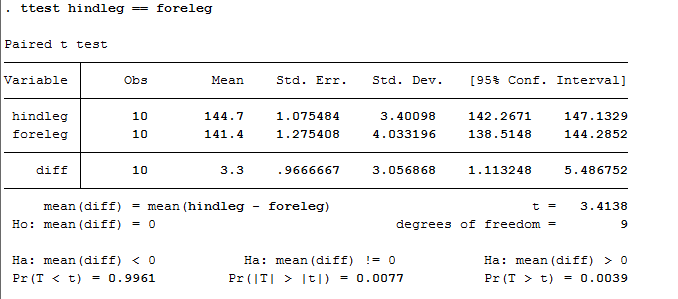 . ttest hindleg == foreleg
Paired t test
Variable Obs Mean Std. Err. Std. Dev. [95% Conf. Interval]
hindleg 10 144.7 1.075484 3.40098 142.2671 147.1329
foreleg 10 141.4 1.275408 4.033196 138.5148 144.2852
diff 10 3.3 .9666667 3.056868 1.113248 5.486752
mean(diff) = mean(hindleg - foreleg) t = 3.4138
Ho: mean(diff) = 0 degrees of freedom = 9
Ha: mean(diff) < 0 Ha: mean(diff) != 0 Ha: mean(diff) > 0
Pr(T < t) = 0.9961 Pr(|T| > |t|) = 0.0077 Pr(T > t) = 0.0039